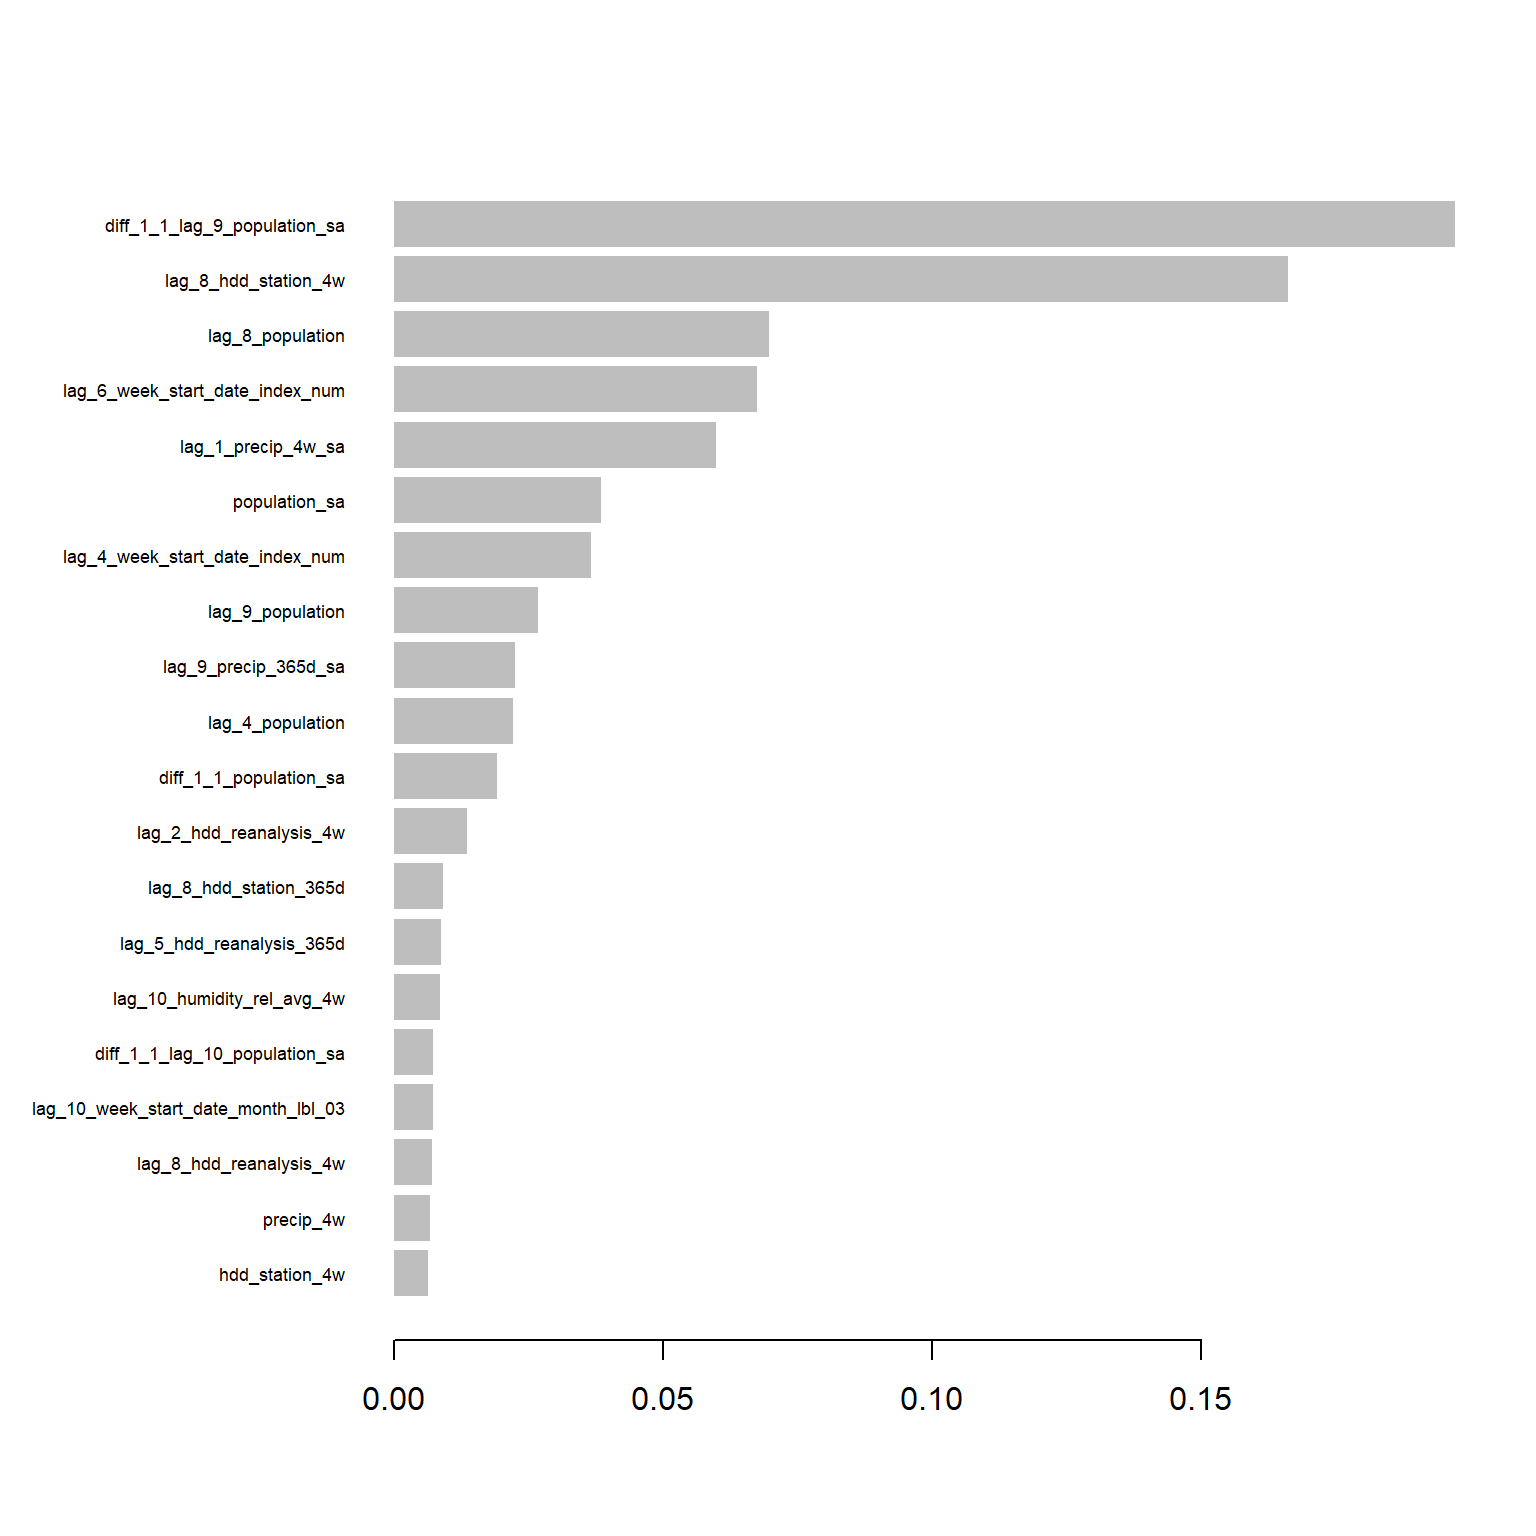 diff_1_1_lag_9_population_sa
lag_8_hdd_station_4w
lag_8_population
lag_6_week_start_date_index_num
lag_1_precip_4w_sa
population_sa
lag_4_week_start_date_index_num
lag_9_population
lag_9_precip_365d_sa
lag_4_population
diff_1_1_population_sa
lag_2_hdd_reanalysis_4w
lag_8_hdd_station_365d
lag_5_hdd_reanalysis_365d
lag_10_humidity_rel_avg_4w
diff_1_1_lag_10_population_sa
lag_10_week_start_date_month_lbl_03
lag_8_hdd_reanalysis_4w
precip_4w
hdd_station_4w
0.00 0.05 0.10 0.15